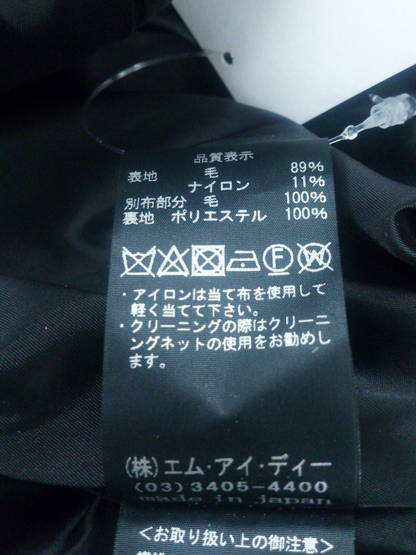 品質表示
表地 毛 89%
ナイロン 11%
別布部分 毛 100%
裏地 ポリエステル 100%
・アイロンは当て布を使用して
軽く当てて下さい。
・クリーニングの際はクリーニ
ングネットの使用をお勧めし
ます。
(株)エム・アイ・ディー
(03)3405-4400
made in japan
<お取り扱い上の御注意>